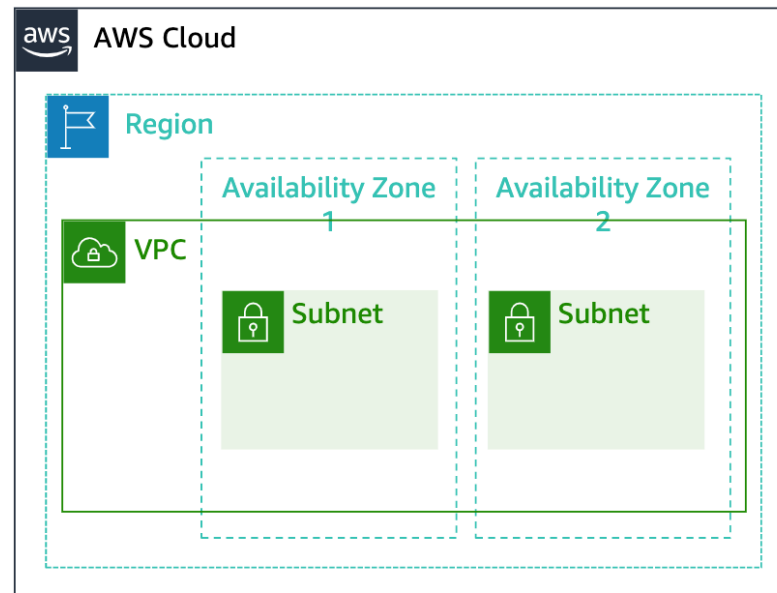 aws
AWS Cloud
Region
Availability Zone
1
Availability Zone
2
VPC
Subnet
Subnet